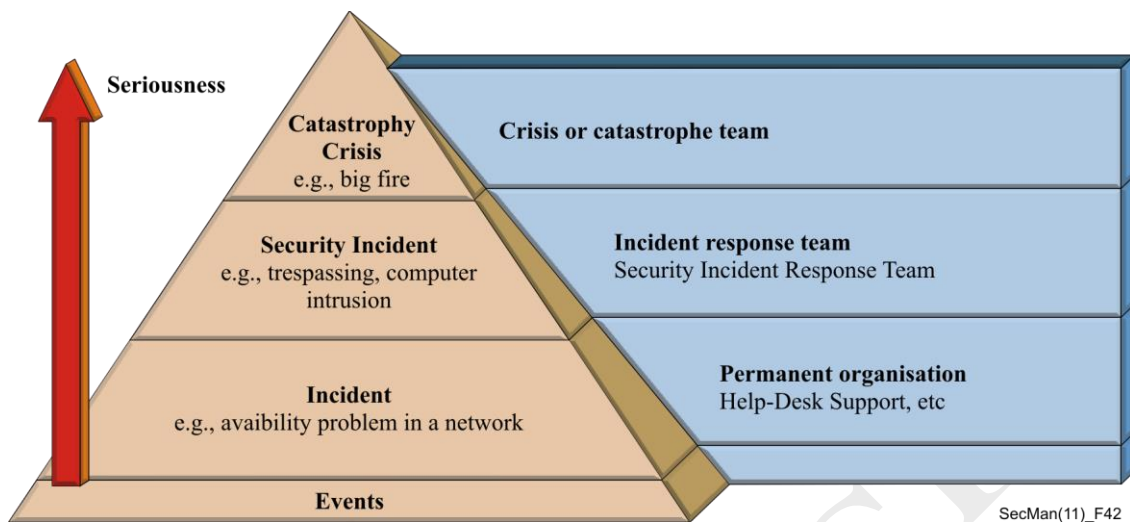 Seriousness
Catastrophy
Crisis
e.g., big fire
Crisis or catastrophe team
Security Incident
e.g., trespassing, computer
intrusion
Incident response team
Security Incident Response Team
Incident
e.g., avaibility problem in a network
Permanent organisation
Help-Desk Support, etc
Events
SecMan(11)_F42